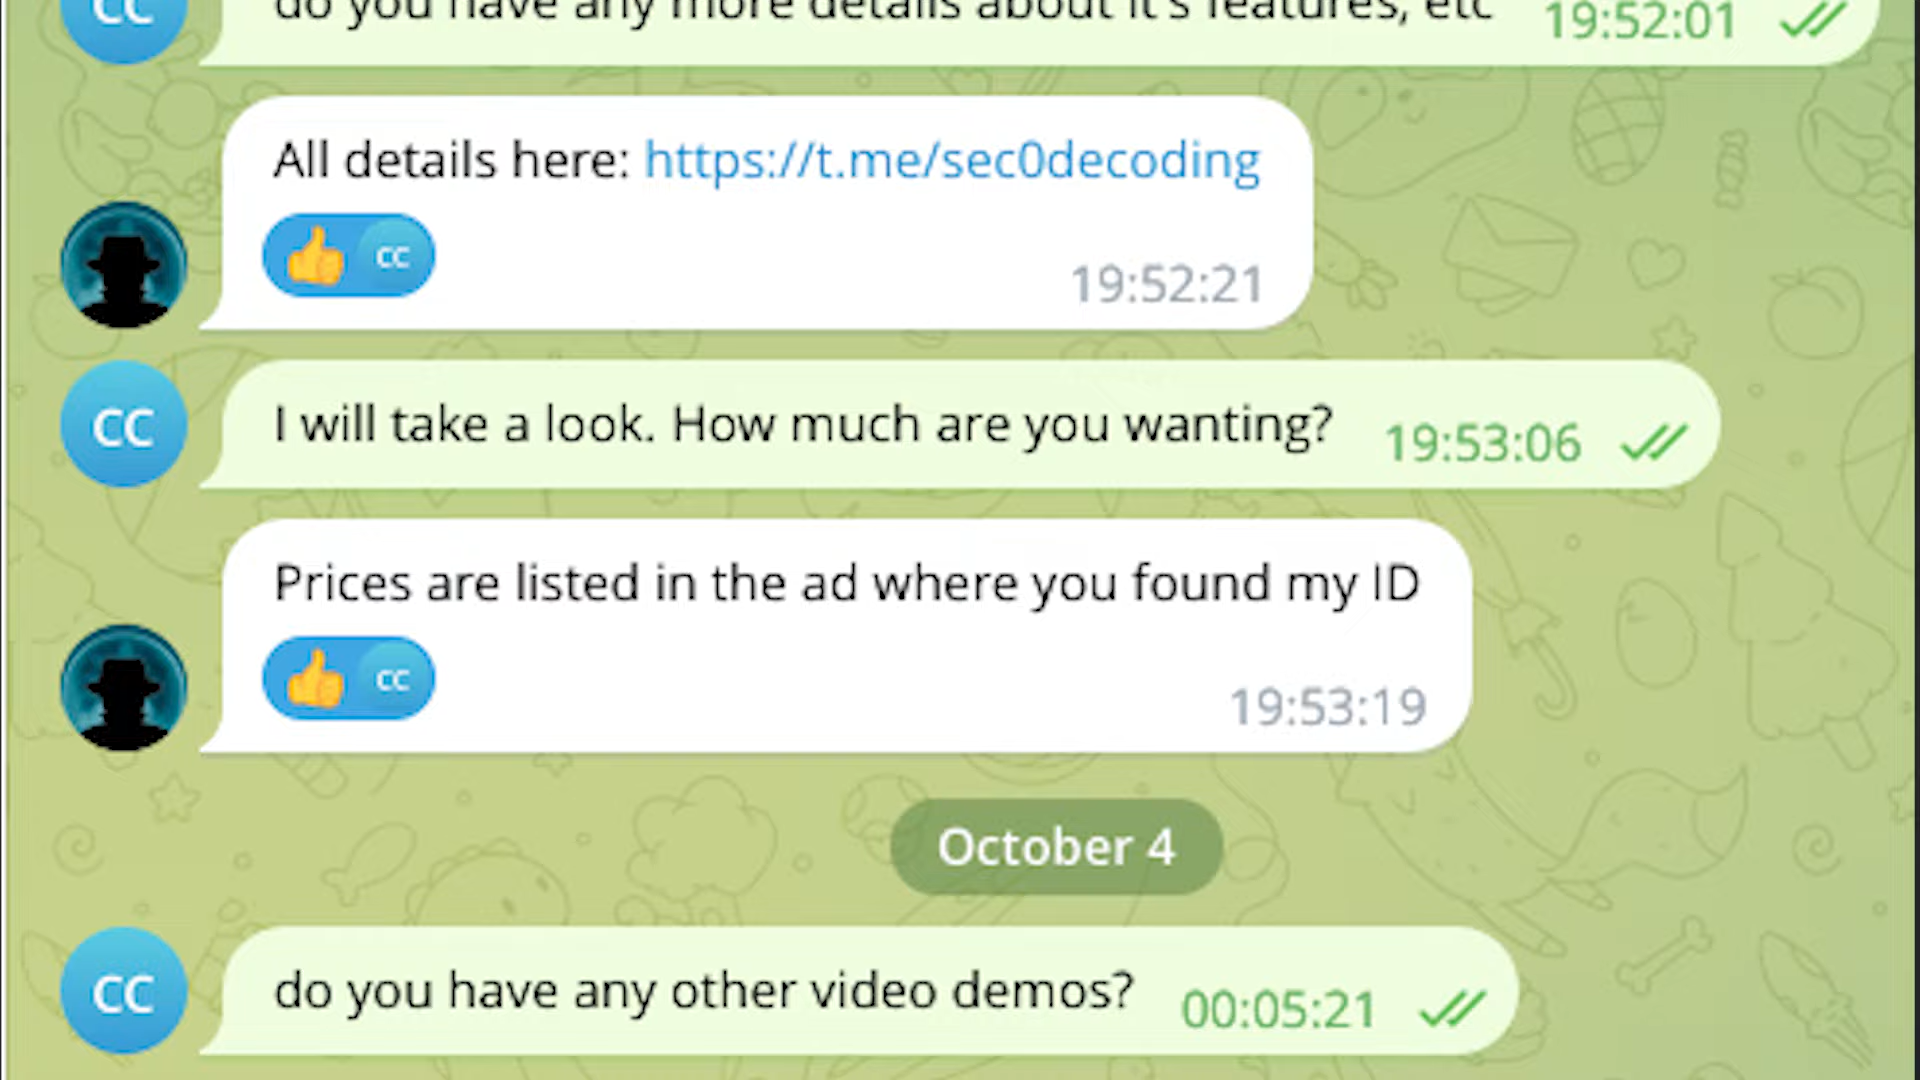 CC
do you have any more details about it's features, etc 19:52:01
All details here: https://t.me/sec0decoding
CC
19:52:21
CC
I will take a look. How much are you wanting? 19:53:06
Prices are listed in the ad where you found my ID
CC
19:53:19
October 4
CC
do you have any other video demos? 00:05:21